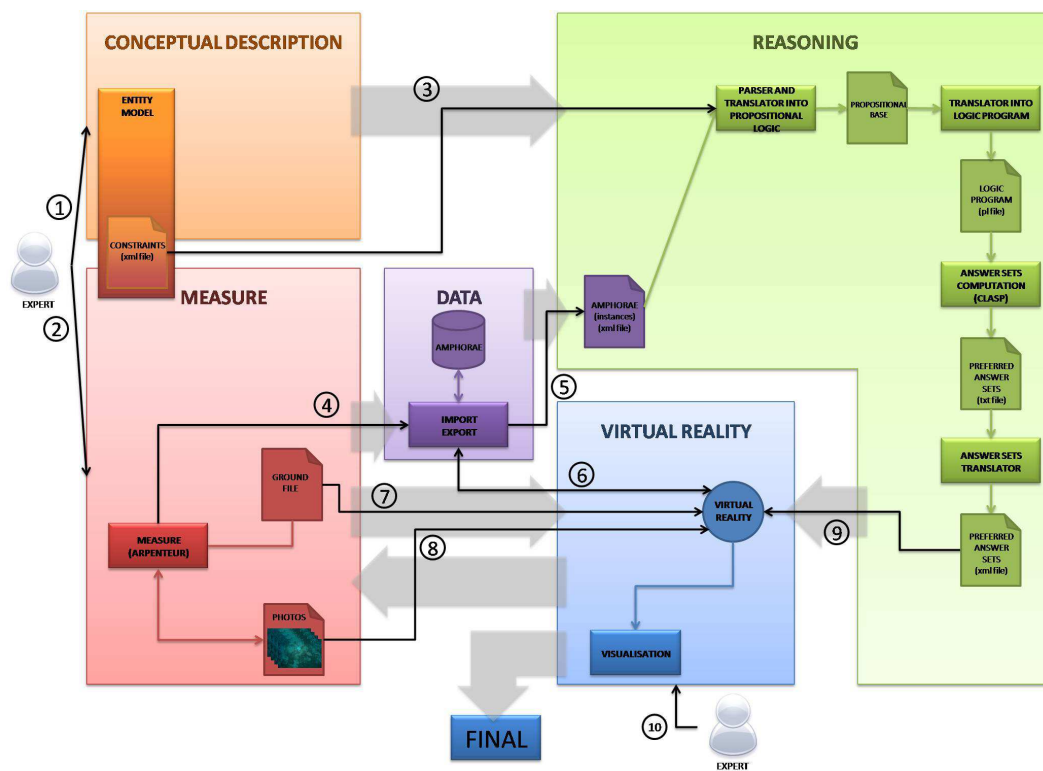 CONCEPTUAL DESCRIPTION
REASONING
③
ENTITY
MODEL
PARSER AND
TRANSLATOR INTO
PROPOSITIONAL
LOGIC
PROPOSITIONAL
BASE
TRANSLATOR INTO
LOGIC PROGRAM
①
LOGIC
PROGRAM
(pl file)
CONSTRAINTS
(xml file)
EXPERT
②
MEASURE
DATA
AMPHORAE
AMPHORAE
(instances)
(xml file)
ANSWER SETS
COMPUTATION
(CLASP)
PREFERRED
ANSWER
SETS
(txt file)
④
⑤
IMPORT
EXPORT
VIRTUAL REALITY
ANSWER SETS
TRANSLATOR
GROUND
FILE
⑥
⑦
VIRTUAL
REALITY
MEASURE
(ARPENTEUR)
⑧
⑨
PREFERRED
ANSWER
SETS
(xml file)
PHOTOS
VISUALISATION
FINAL
⑩
EXPERT